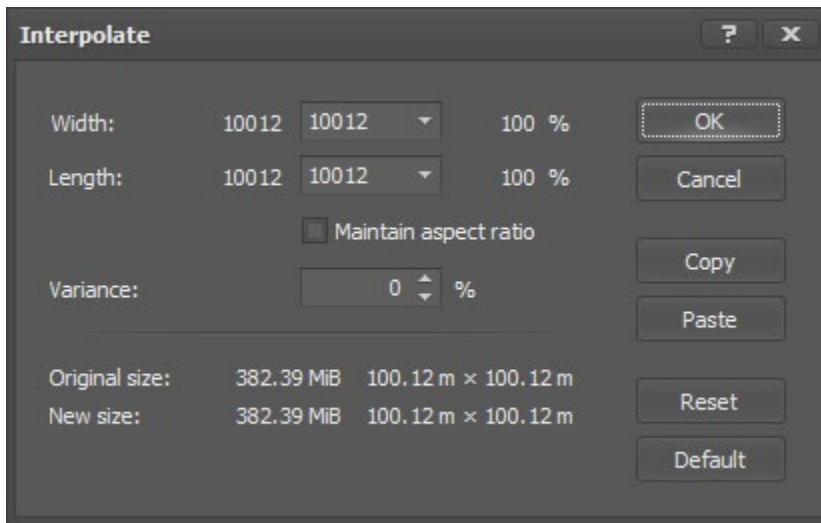 Interpolate ? x
Width: 10012 10012 100 % OK
Length: 10012 10012 100 % Cancel
Maintain aspect ratio
Copy
Variance: 0 %
Paste
Original size: 382.39 MiB 100.12 m × 100.12 m
Reset
New size: 382.39 MiB 100.12 m × 100.12 m
Default